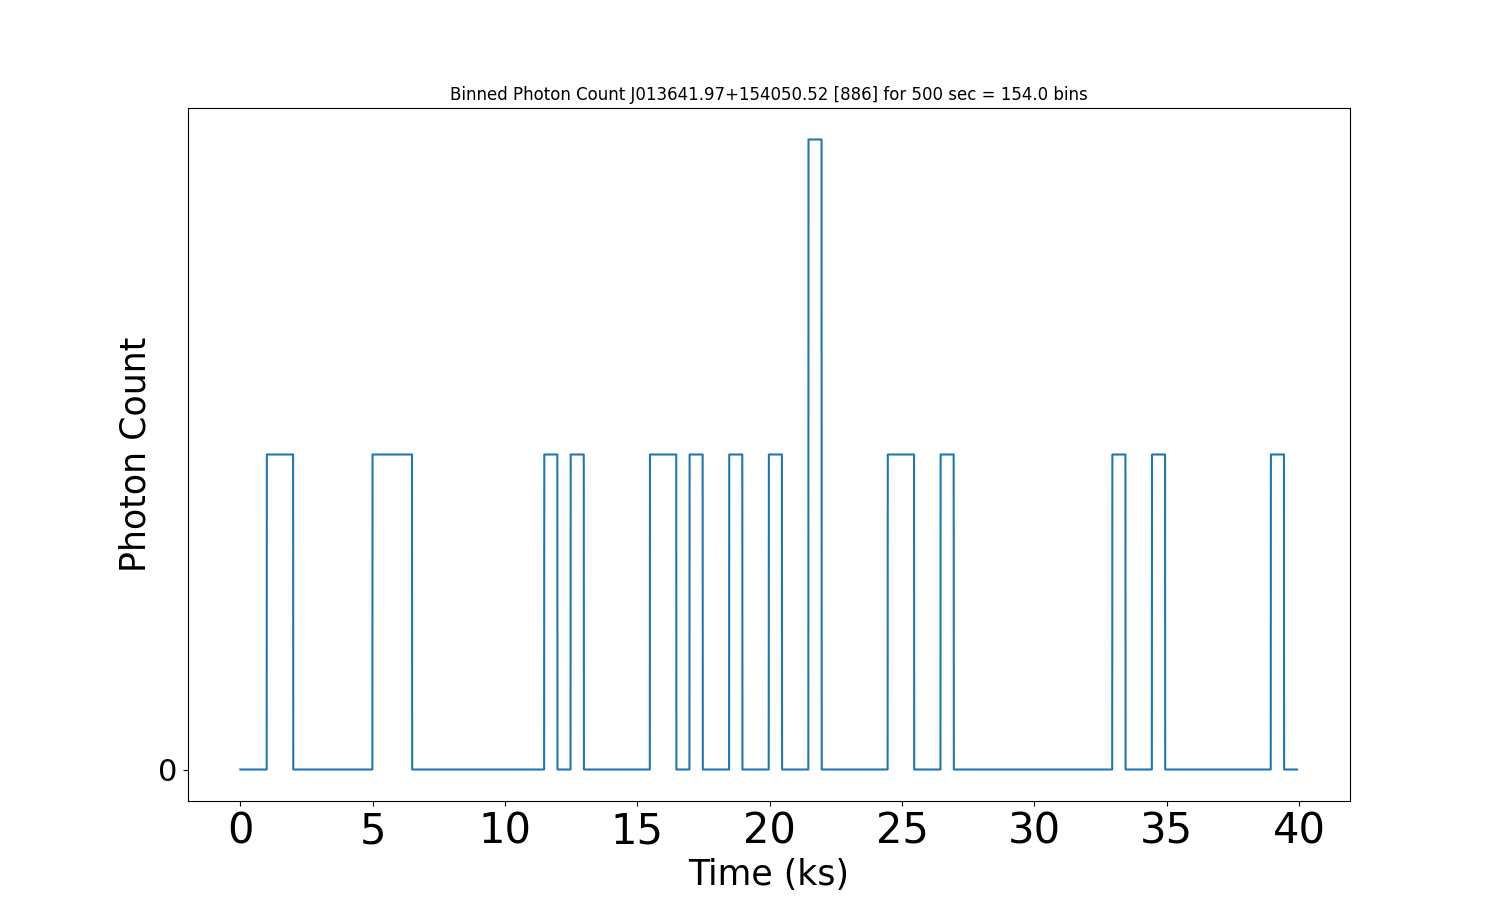 Binned Photon Count J013641.97+154050.52 [886] for 500 sec = 154.0 bins
Photon Count
0
0 5 10 15 20 25 30 35 40
Time (ks)